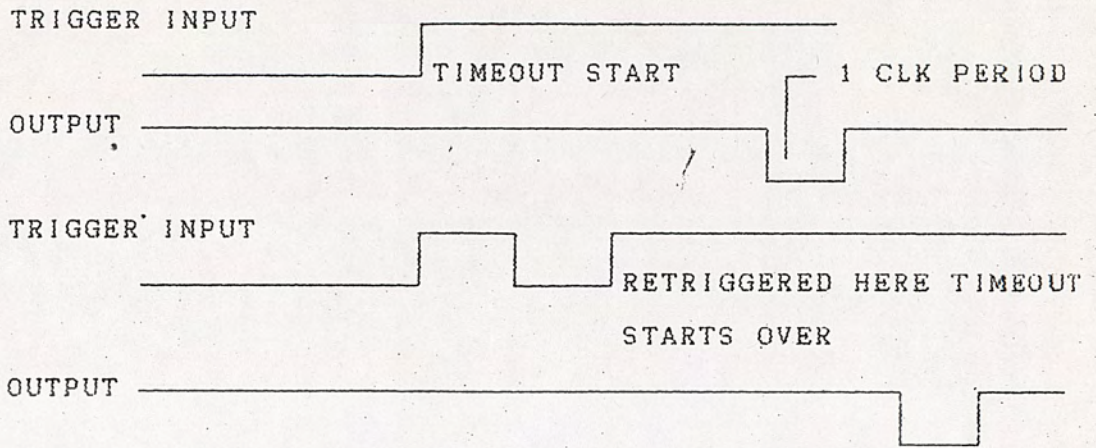 TRIGGER INPUT
TIMEOUT START
1 CLK PERIOD
OUTPUT
TRIGGER INPUT
RETRIGGERED HERE TIMEOUT
STARTS OVER
OUTPUT